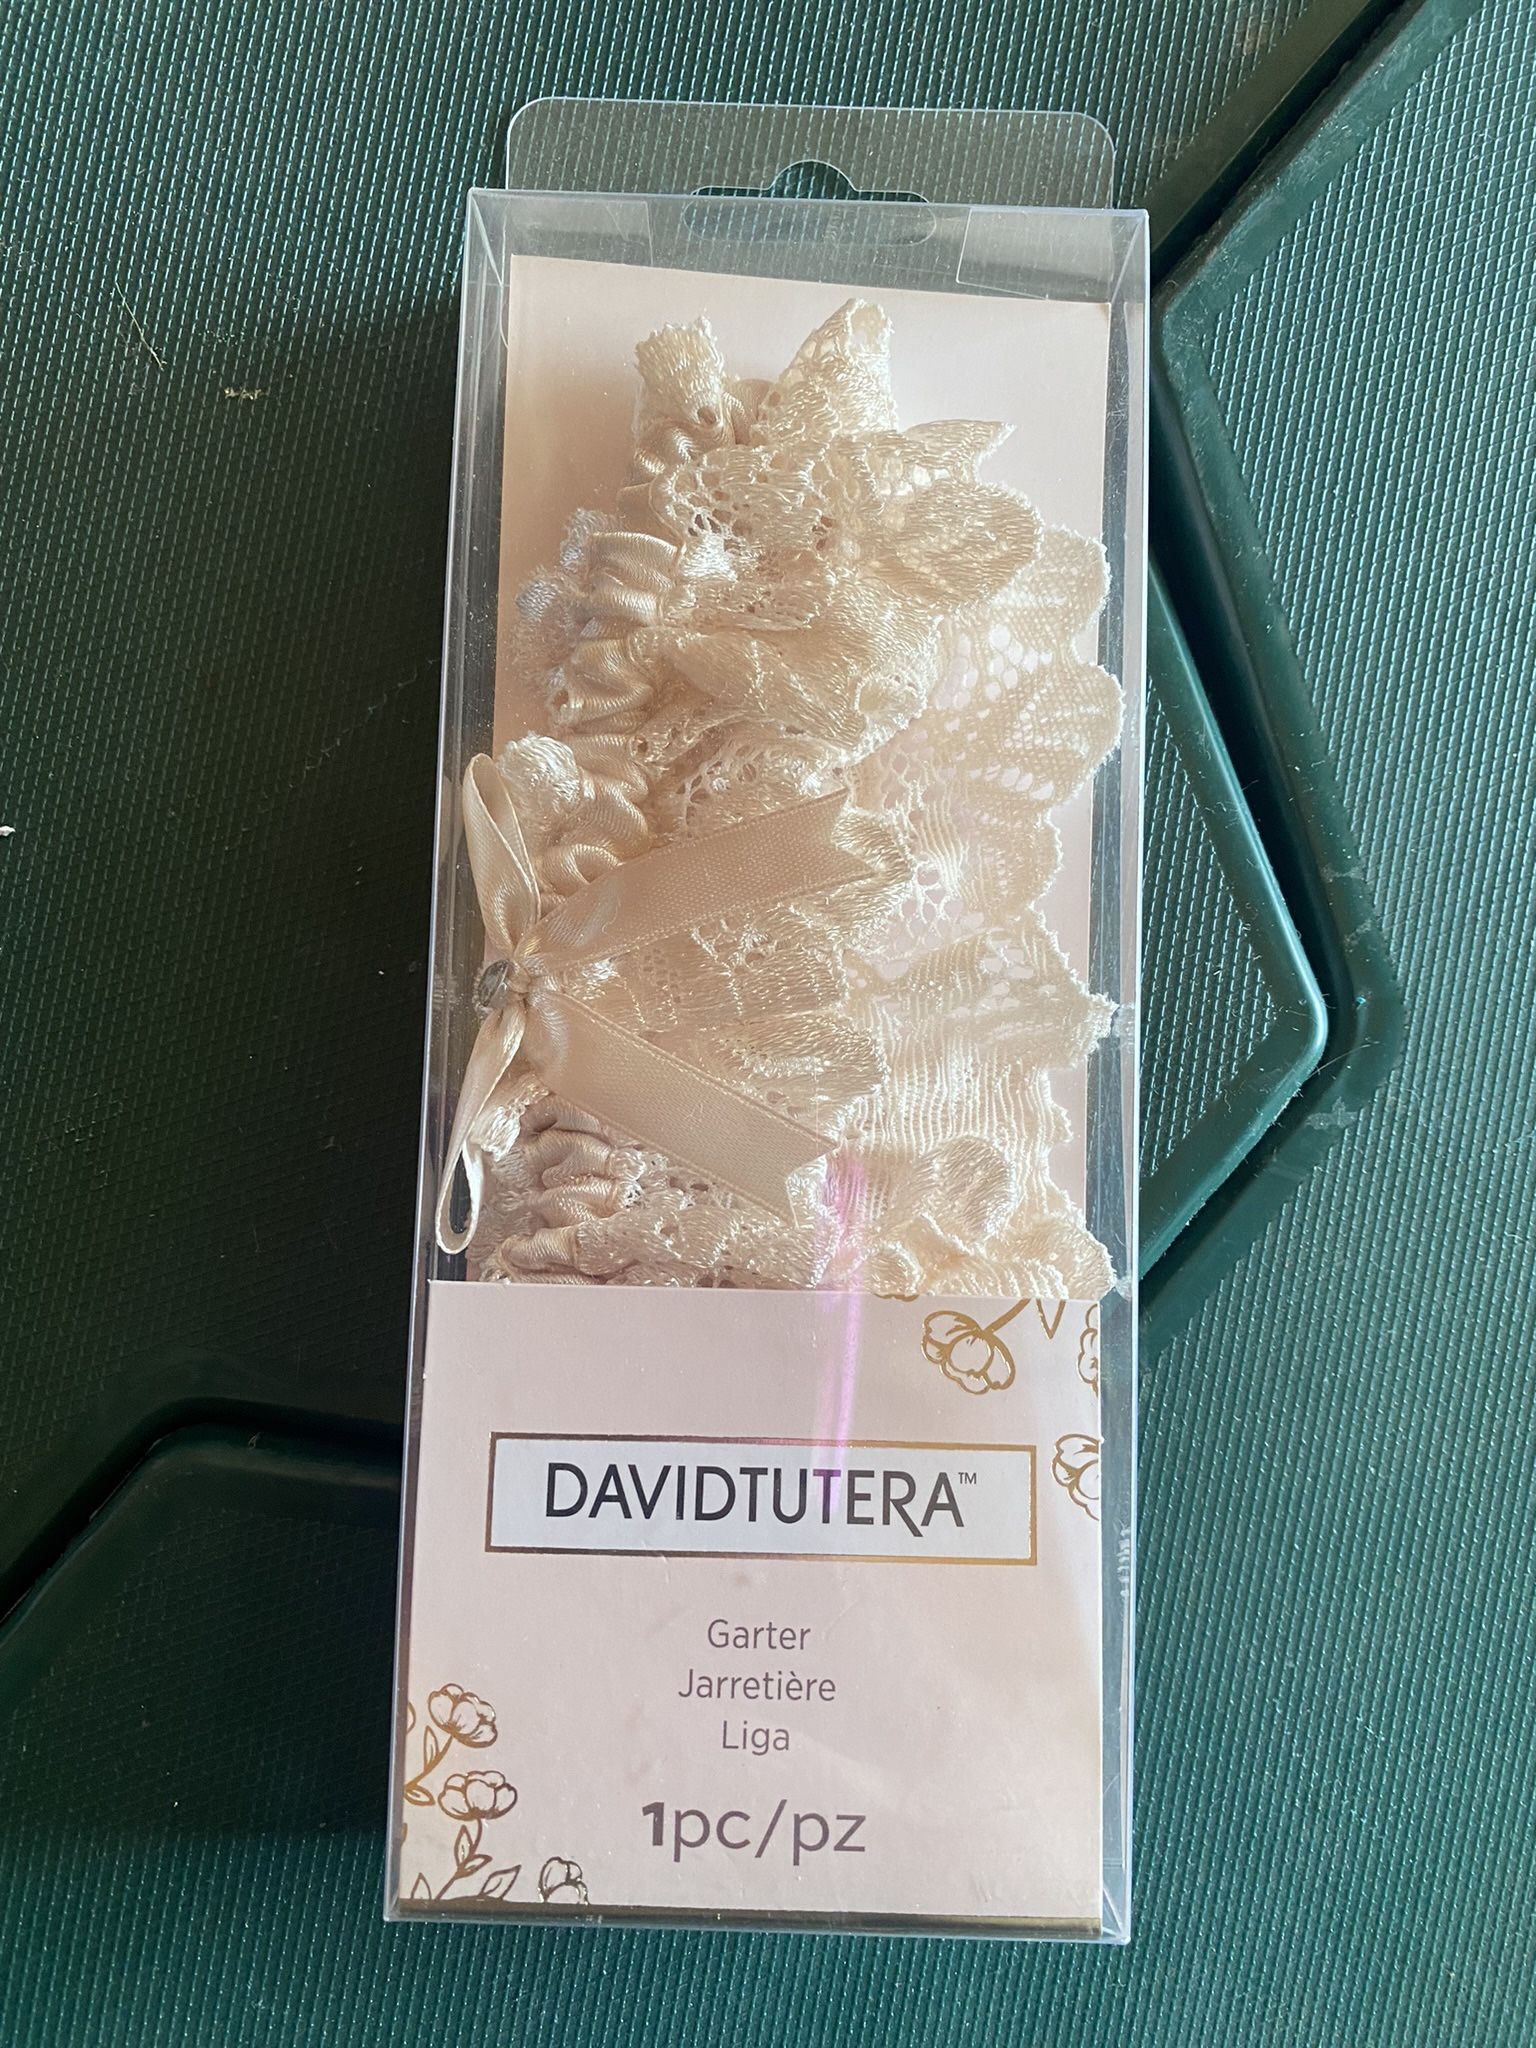 DAVIDTUTERA™
Garter
Jarretière
Liga
1pc/pz